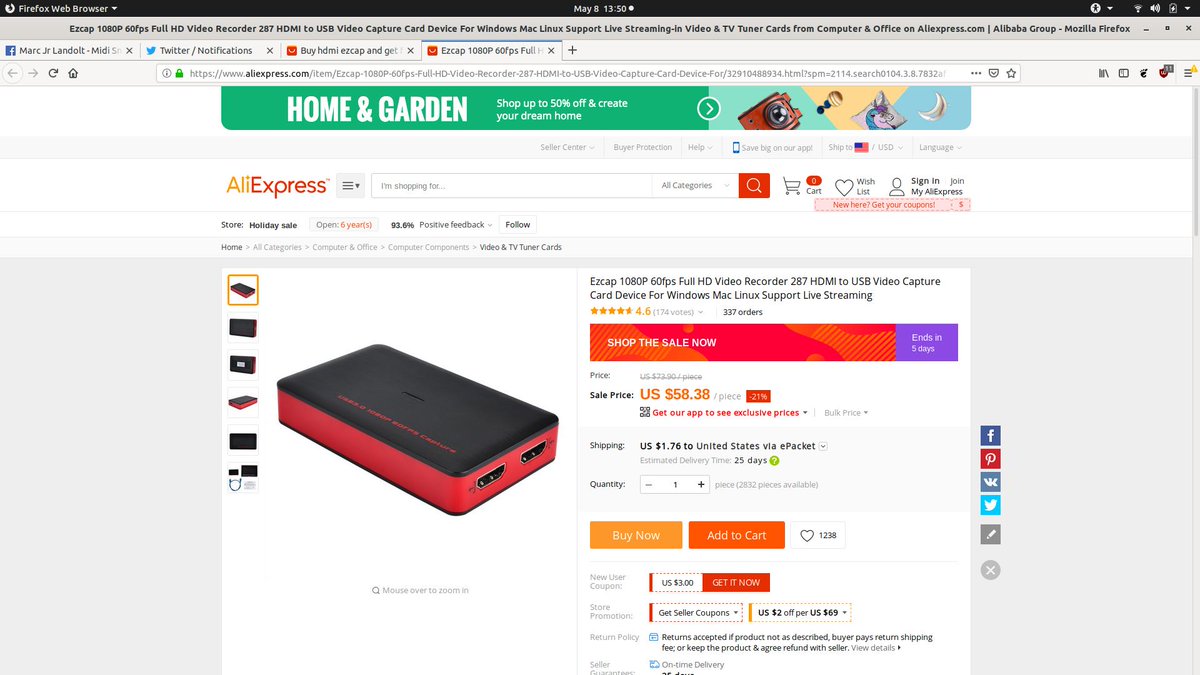 Firefox Web Browser
May 8 13:50
Ezcap 1080P 60fps Full HD Video Recorder 287 HDMI to USB Video Capture Card Device For Windows Mac Linux Support Live Streaming-in Video & TV Tuner Cards from Computer & Office on Aliexpress.com | Alibaba Group - Mozilla Firefox
Marc Jr Landolt - Midi S
Twitter / Notifications
Buy hdmi ezcap and get
Ezcap 1080P 60fps Full H
https://www.aliexpress.com/item/Ezcap-1080P-60fps-Full-HD-Video-Recorder-287-HDMI-to-USB-Video-Capture-Card-Device-For/32910488934.html?spm=2114.search0104.3.8.7832a
HOME & GARDEN
Shop up to 50% off & create
your dream home
Seller Center
Buyer Protection
Help
Save big on our app!
Ship to / USD
Language
AliExpress™
I'm shopping for...
All Categories
0
Cart
Wish
List
Sign in Join
My AliExpress
New here? Get your coupons! $
Store: Holiday sale
Open: 6 year(s)
93.6% Positive feedback
Follow
Home > All Categories > Computer & Office > Computer Components > Video & TV Tuner Cards
USB3.0 1080P 60FPS Capture
Mouse over to zoom in
Ezcap 1080P 60fps Full HD Video Recorder 287 HDMI to USB Video Capture
Card Device For Windows Mac Linux Support Live Streaming
4.6 (174 votes) 337 orders
SHOP THE SALE NOW
Ends in
5 days
Price: US $73.90 / piece
Sale Price: US $58.38 / piece -21%
Get our app to see exclusive prices
Bulk Price
Shipping: US $1.76 to United States via ePacket
Estimated Delivery Time: 25 days ?
Quantity: − 1 + piece (2832 pieces available)
Buy Now
Add to Cart
1238
New User
Coupon:
US $3.00 GET IT NOW
Store
Promotion:
Get Seller Coupons
US $2 off per US $69
Return Policy
Returns accepted if product not as described, buyer pays return shipping
fee; or keep the product & agree refund with seller. View details
Seller
Guarantees:
On-time Delivery
25 days